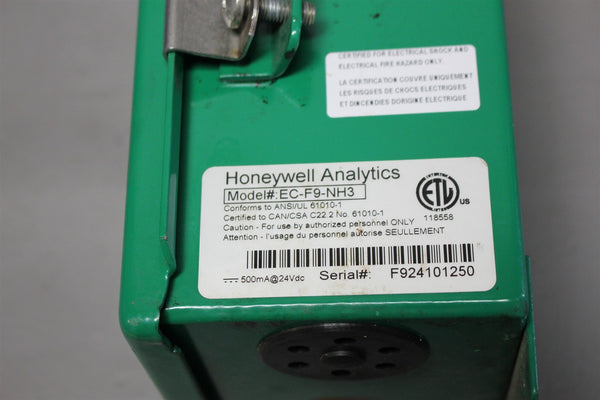 CERTIFIED FOR ELECTRICAL SHOCK AND
ELECTRICAL FIRE HAZARD ONLY.
LA CERTIFICATION COUVRE UNIQUEMENT
LES RISQUES DE CHOCS ELECTRIQUES
ET D'INCENDIES DORIGINE ELECTRIQUE
Honeywell Analytics
Model#: EC-F9-NH3
Conforms to ANSI/UL 61010-1
Certified to CAN/CSA C22.2 No. 61010-1
Caution - For use by authorized personnel ONLY
Attention - l'usage du personnel autorise SEULLEMENT
ETL
us
118558
500mA@24Vdc
Serial#: F924101250